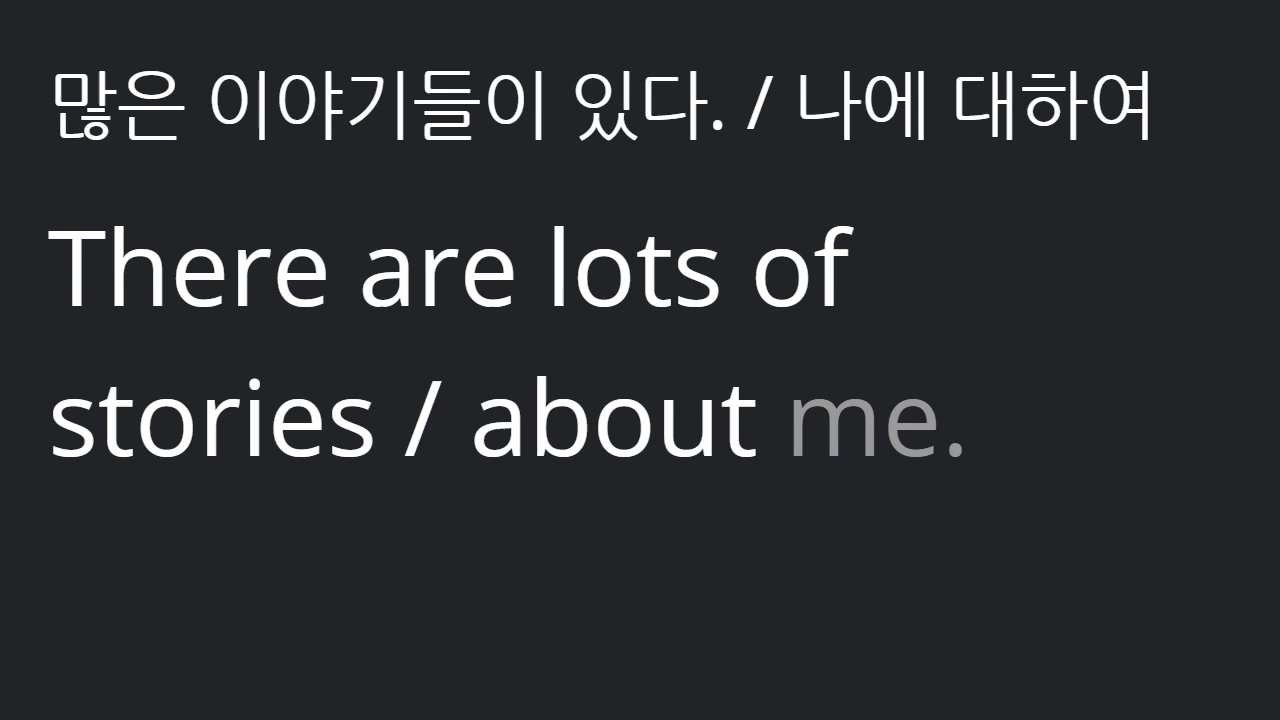 많은 이야기들이 있다. / 나에 대하여
There are lots of
stories / about me.